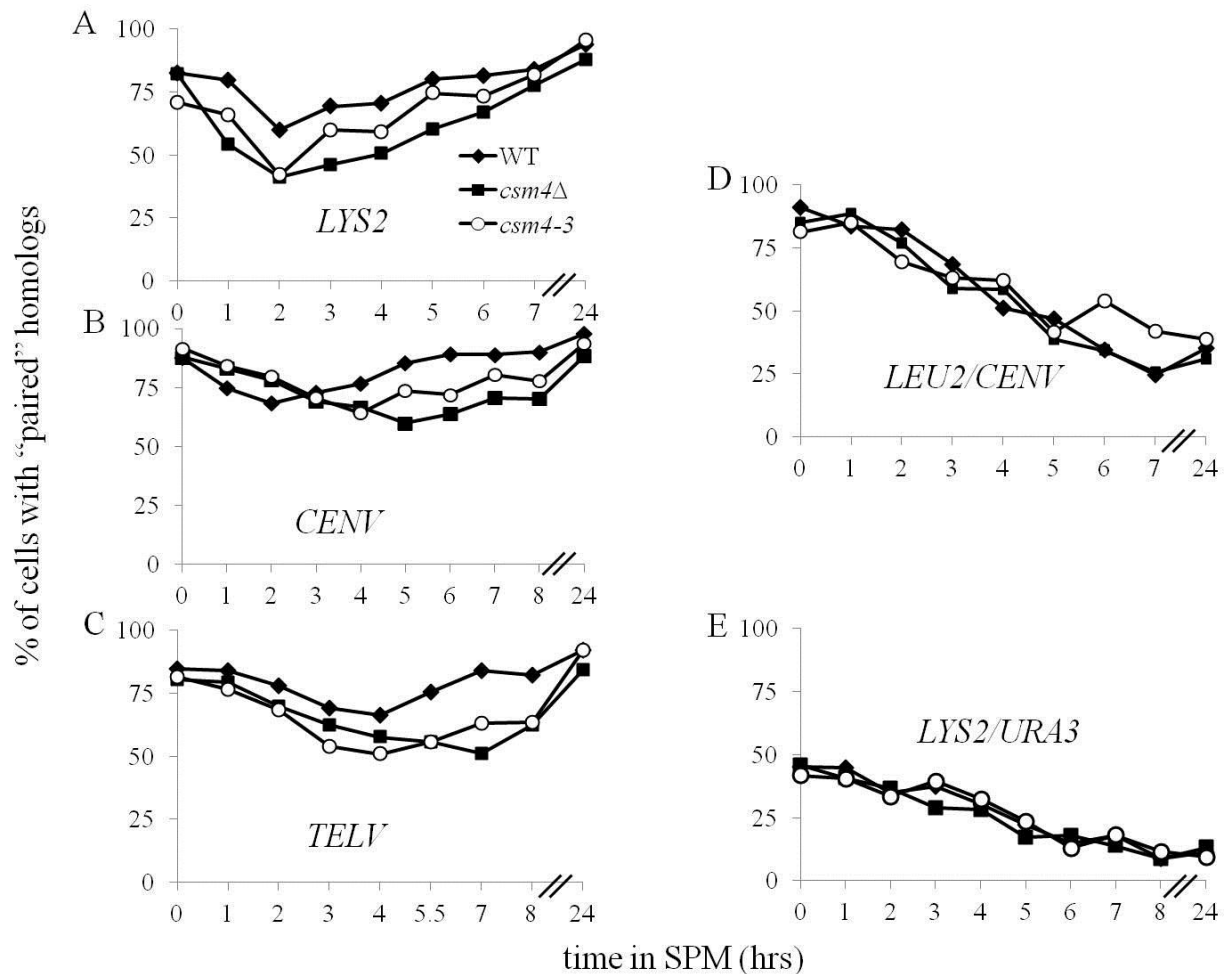 % of cells with “paired” homologs
A
100
75
50
25
0
WT
csm4Δ
csm4-3
LYS2
0 1 2 3 4 5 6 7 24
B
100
75
50
25
0
CENV
0 1 2 3 4 5 6 7 8 24
C
100
75
50
25
0
TELV
0 1 2 3 4 5.5 7 8 24
D
100
75
50
25
0
LEU2/CENV
0 1 2 3 4 5 6 7 24
E
100
75
50
25
0
LYS2/URA3
0 1 2 3 4 5 6 7 8 24
time in SPM (hrs)